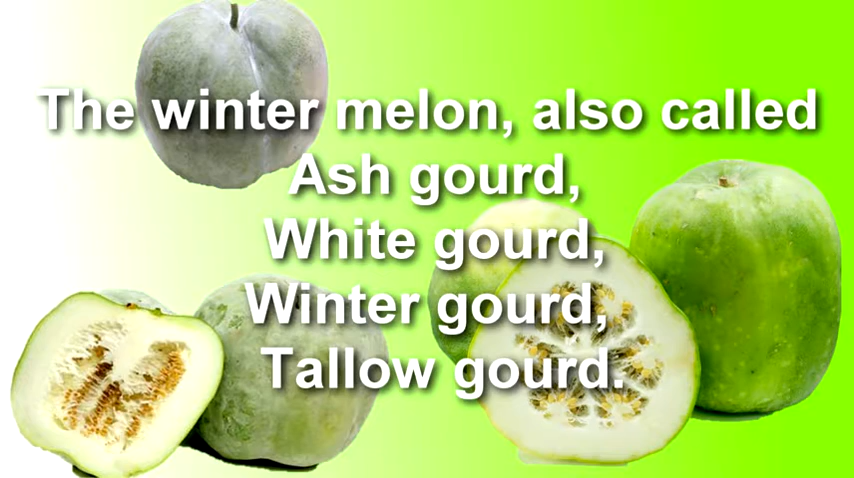 The winter melon, also called
Ash gourd,
White gourd,
Winter gourd,
Tallow gourd.